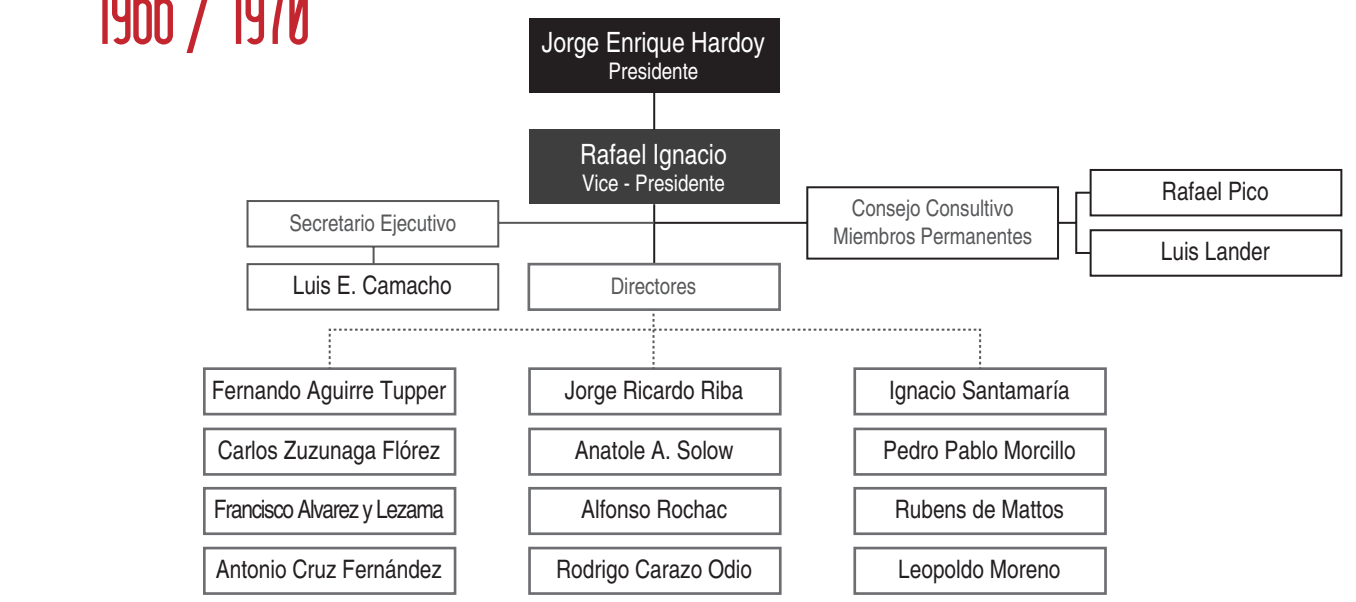 1966 / 1970
Jorge Enrique Hardoy
Presidente
Rafael Ignacio
Vice - Presidente
Secretario Ejecutivo
Luis E. Camacho
Consejo Consultivo
Miembros Permanentes
Rafael Pico
Luis Lander
Directores
Fernando Aguirre Tupper
Jorge Ricardo Riba
Ignacio Santamaría
Carlos Zuzunaga Flórez
Anatole A. Solow
Pedro Pablo Morcillo
Francisco Alvarez y Lezama
Alfonso Rochac
Rubens de Mattos
Antonio Cruz Fernández
Rodrigo Carazo Odio
Leopoldo Moreno